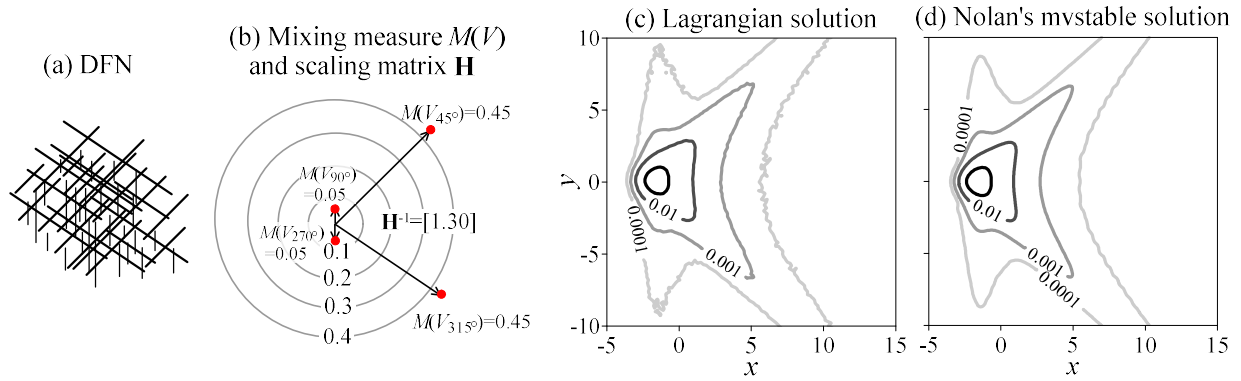 (a) DFN
(b) Mixing measure M(V)
and scaling matrix H
M(V45°)=0.45
M(V90°)
=0.05
H-1=[1.30]
M(V270°)
=0.05
0.1
0.2
0.3
0.4
M(V315°)=0.45
(c) Lagrangian solution
10
5
0
-5
-10
y
-5
0
5
10
15
x
0.01
0.001
0.0001
(d) Nolan's mvstable solution
0.0001
0.01
0.001
0.0001
-5
0
5
10
15
x